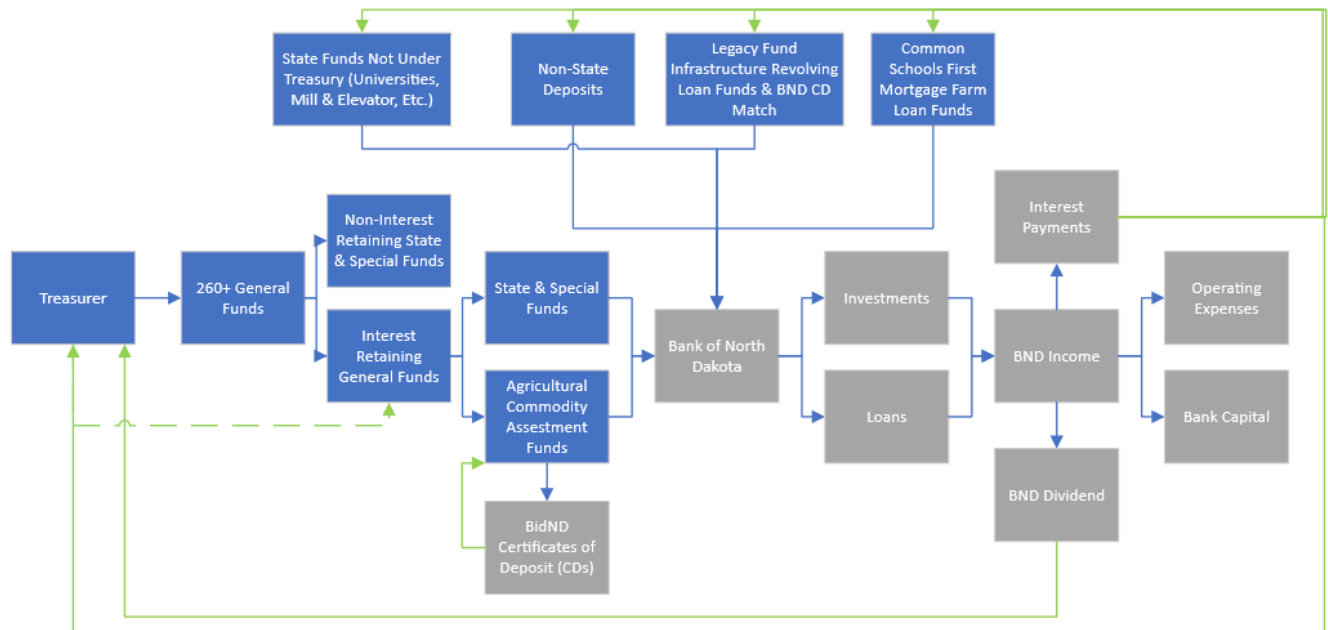 State Funds Not Under
Treasury (Universities,
Mill & Elevator, Etc.)
Non-State
Deposits
Legacy Fund
Infrastructure Revolving
Loan Funds & BND CD
Match
Common
Schools First
Mortgage Farm
Loan Funds
Treasurer
260+ General
Funds
Non-Interest
Retaining State
& Special Funds
Interest
Retaining
General Funds
State & Special
Funds
Agricultural
Commodity
Assestment
Funds
BidND
Certificates of
Deposit (CDs)
Bank of North
Dakota
Investments
Loans
Interest
Payments
BND Income
BND Dividend
Operating
Expenses
Bank Capital